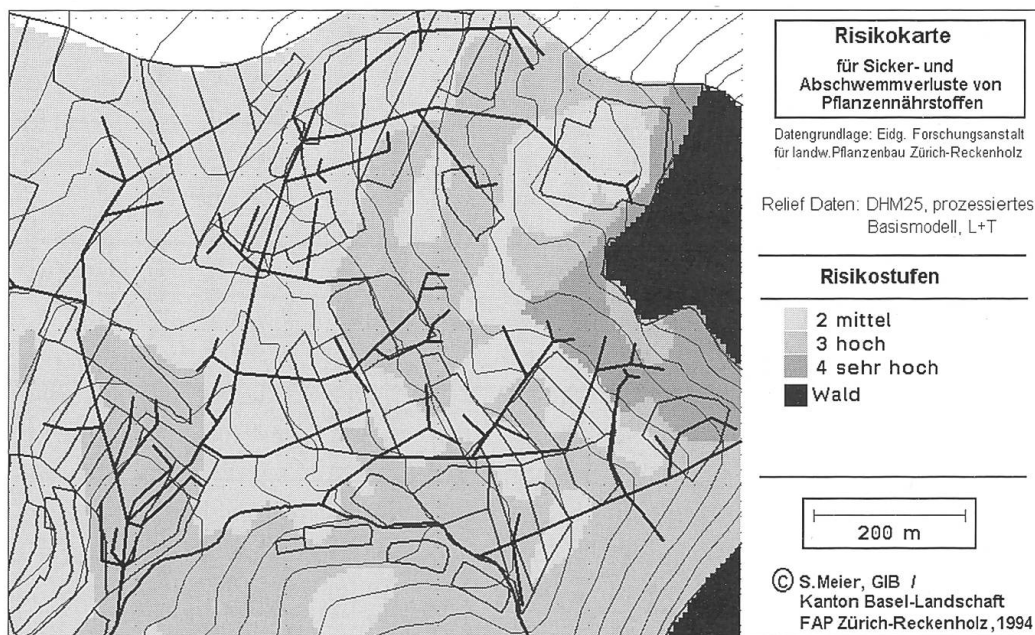 Risikokarte
für Sicker- und
Abschwemmverluste von
Pflanzennährstoffen
Datengrundlage: Eidg. Forschungsanstalt
für landw.Pflanzenbau Zürich-Reckenholz
Relief Daten: DHM25, prozessiertes
Basismodell, L+T
Risikostufen
2 mittel
3 hoch
4 sehr hoch
Wald
200 m
© S.Meier, GIB /
Kanton Basel-Landschaft
FAP Zürich-Reckenholz, 1994